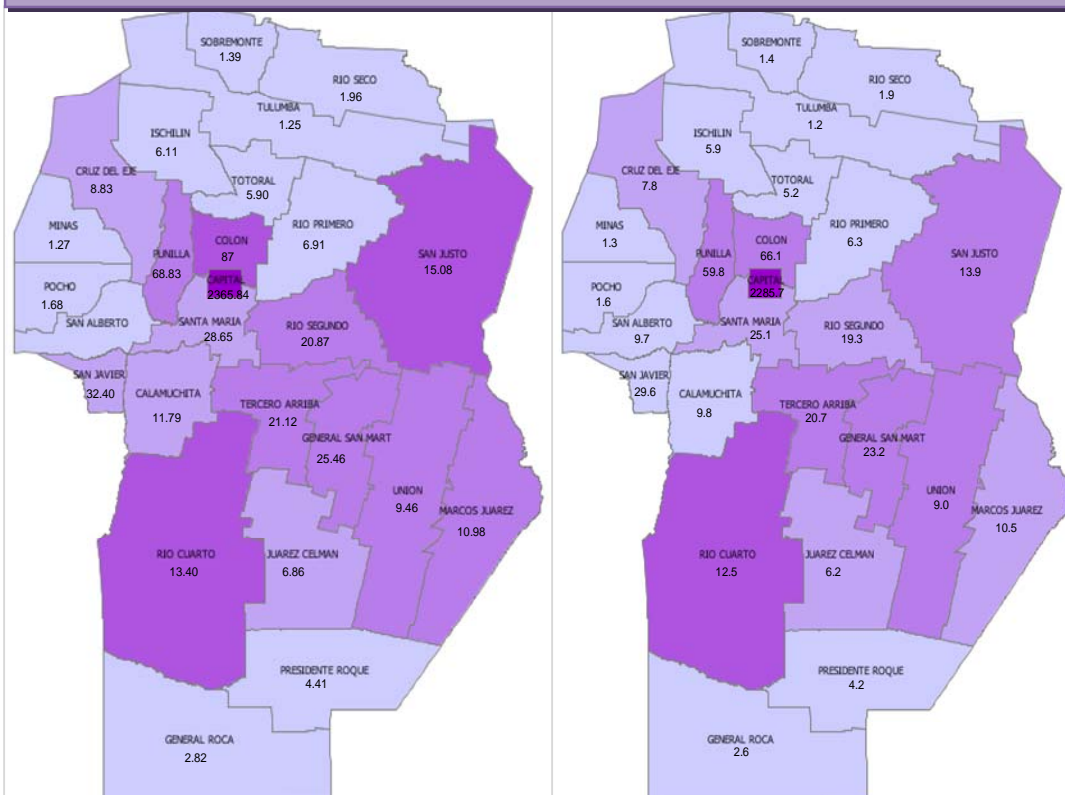 SOBREMONTE
1.39
RIO SECO
1.96
TULUMBA
1.25
ISCHILIN
6.11
CRUZ DEL EJE
8.83
TOTORAL
5.90
MINAS
1.27
RIO PRIMERO
6.91
COLON
87
PUNILLA
68.83
SAN JUSTO
15.08
CAPITAL
2365.84
POCHO
1.68
SAN ALBERTO
SANTA MARIA
28.65
RIO SEGUNDO
20.87
SAN JAVIER
32.40
CALAMUCHITA
11.79
TERCERO ARRIBA
21.12
GENERAL SAN MART
25.46
UNION
9.46
MARCOS JUAREZ
10.98
RIO CUARTO
13.40
JUAREZ CELMAN
6.86
PRESIDENTE ROQUE
4.41
GENERAL ROCA
2.82
SOBREMONTE
1.4
RIO SECO
1.9
TULUMBA
1.2
ISCHILIN
5.9
CRUZ DEL EJE
7.8
TOTORAL
5.2
MINAS
1.3
RIO PRIMERO
6.3
COLON
66.1
PUNILLA
59.8
SAN JUSTO
13.9
CAPITAL
2285.7
POCHO
1.6
SAN ALBERTO
9.7
SANTA MARIA
25.1
RIO SEGUNDO
19.3
SAN JAVIER
29.6
CALAMUCHITA
9.8
TERCERO ARRIBA
20.7
GENERAL SAN MART
23.2
UNION
9.0
MARCOS JUAREZ
10.5
RIO CUARTO
12.5
JUAREZ CELMAN
6.2
PRESIDENTE ROQUE
4.2
GENERAL ROCA
2.6